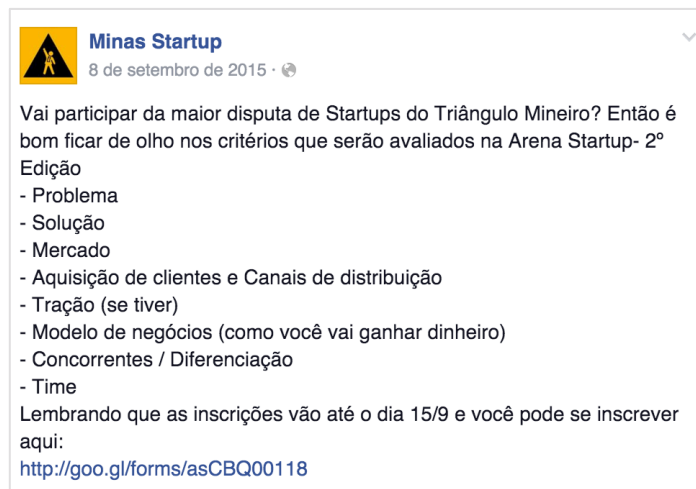 Minas Startup
8 de setembro de 2015 ·
Vai participar da maior disputa de Startups do Triângulo Mineiro? Então é
bom ficar de olho nos critérios que serão avaliados na Arena Startup- 2º
Edição
- Problema
- Solução
- Mercado
- Aquisição de clientes e Canais de distribuição
- Tração (se tiver)
- Modelo de negócios (como você vai ganhar dinheiro)
- Concorrentes / Diferenciação
- Time
Lembrando que as inscrições vão até o dia 15/9 e você pode se inscrever
aqui:
http://goo.gl/forms/asCBQ00118